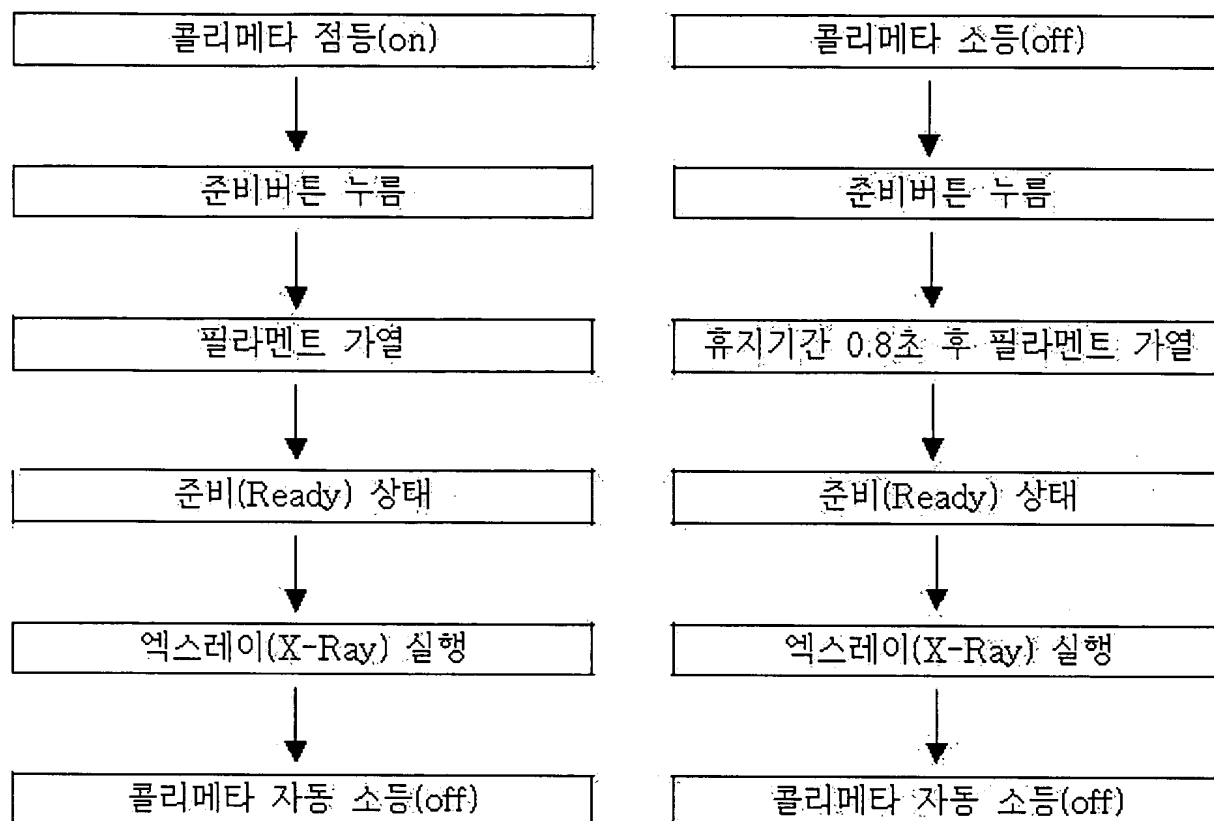 콜리메타 점등(on)
준비버튼 누름
필라멘트 가열
준비(Ready) 상태
엑스레이(X-Ray) 실행
콜리메타 자동 소등(off)
콜리메타 소등(off)
준비버튼 누름
휴지기간 0.8초 후 필라멘트 가열
준비(Ready) 상태
엑스레이(X-Ray) 실행
콜리메타 자동 소등(off)